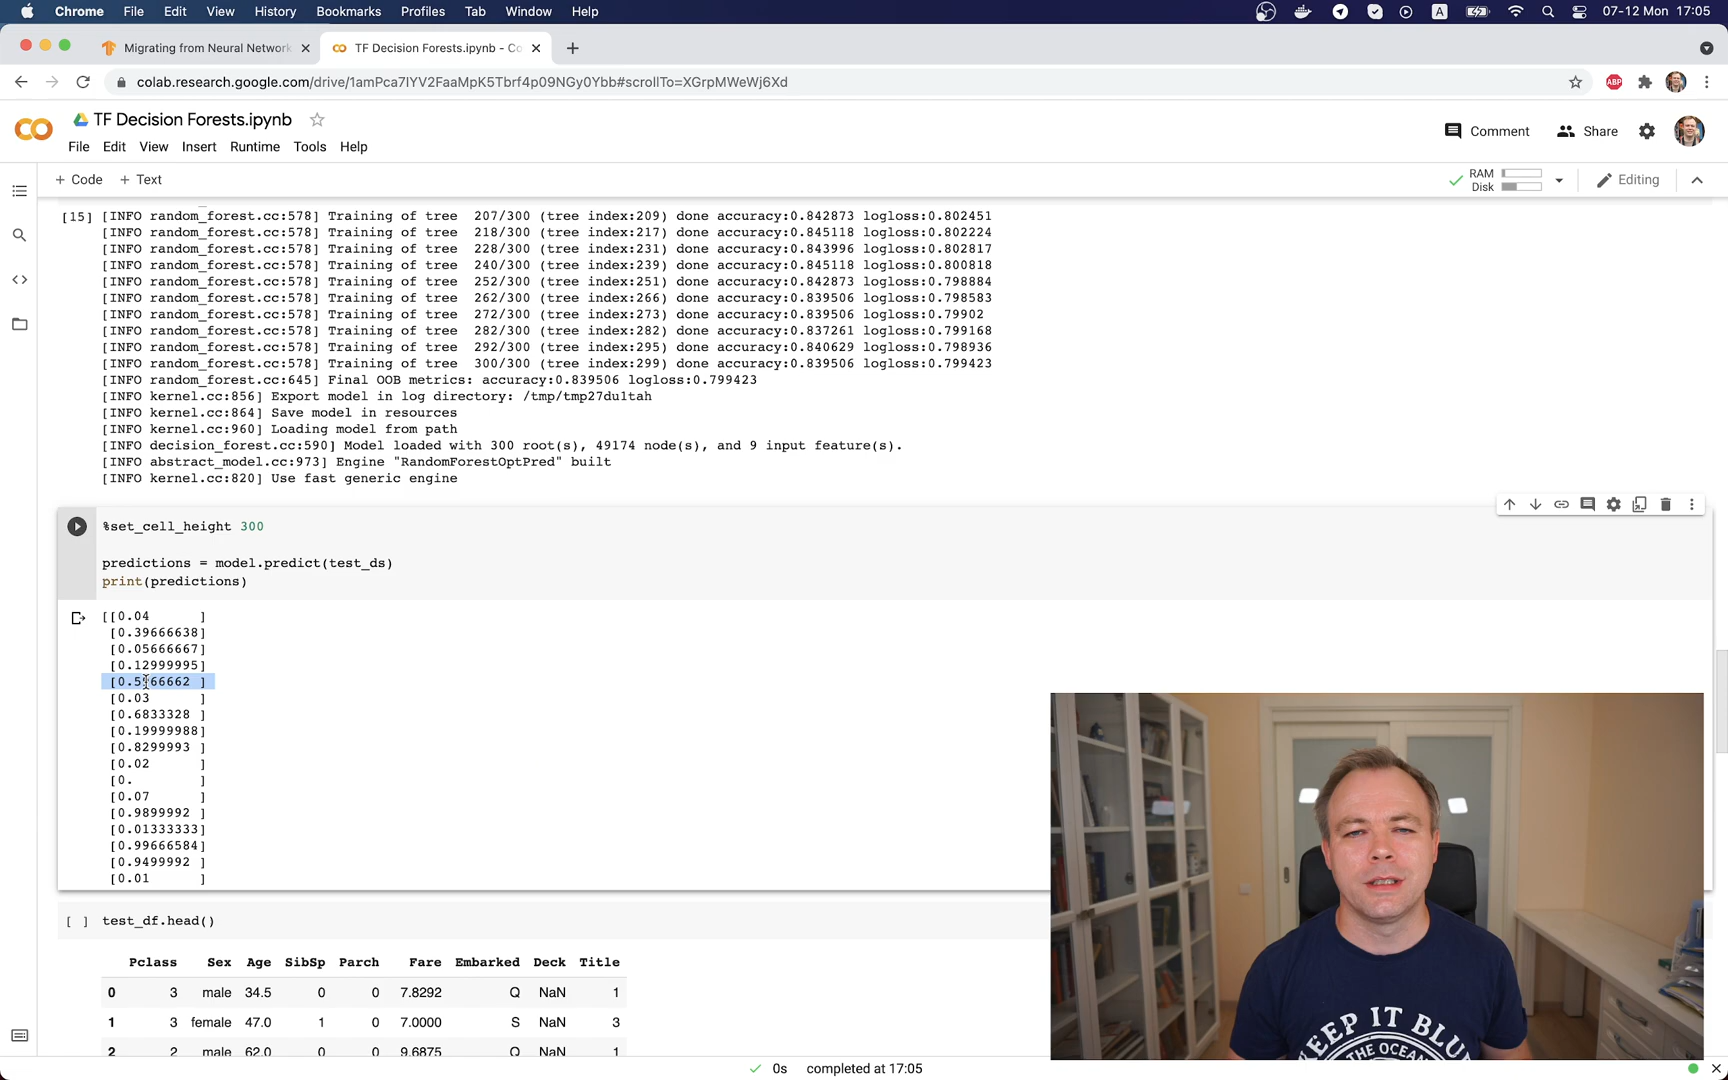 Chrome File Edit View History Bookmarks Profiles Tab Window Help A 07-12 Mon 17:05
Migrating from Neural Network TF Decision Forests.ipynb - Co
colab.research.google.com/drive/1amPca7IYV2FaaMpK5Tbrf4p09NGy0Ybb#scrollTo=XGrpMWeWj6Xd ABP
TF Decision Forests.ipynb
Comment Share
File Edit View Insert Runtime Tools Help
+ Code + Text RAM Disk Editing
[15] [INFO random_forest.cc:578] Training of tree 207/300 (tree index:209) done accuracy:0.842873 logloss:0.802451
[INFO random_forest.cc:578] Training of tree 218/300 (tree index:217) done accuracy:0.845118 logloss:0.802224
[INFO random_forest.cc:578] Training of tree 228/300 (tree index:231) done accuracy:0.843996 logloss:0.802817
[INFO random_forest.cc:578] Training of tree 240/300 (tree index:239) done accuracy:0.845118 logloss:0.800818
[INFO random_forest.cc:578] Training of tree 252/300 (tree index:251) done accuracy:0.842873 logloss:0.798884
[INFO random_forest.cc:578] Training of tree 262/300 (tree index:266) done accuracy:0.839506 logloss:0.798583
[INFO random_forest.cc:578] Training of tree 272/300 (tree index:273) done accuracy:0.839506 logloss:0.79902
[INFO random_forest.cc:578] Training of tree 282/300 (tree index:282) done accuracy:0.837261 logloss:0.799168
[INFO random_forest.cc:578] Training of tree 292/300 (tree index:295) done accuracy:0.840629 logloss:0.798936
[INFO random_forest.cc:578] Training of tree 300/300 (tree index:299) done accuracy:0.839506 logloss:0.799423
[INFO random_forest.cc:645] Final OOB metrics: accuracy:0.839506 logloss:0.799423
[INFO kernel.cc:856] Export model in log directory: /tmp/tmp27du1tah
[INFO kernel.cc:864] Save model in resources
[INFO kernel.cc:960] Loading model from path
[INFO decision_forest.cc:590] Model loaded with 300 root(s), 49174 node(s), and 9 input feature(s).
[INFO abstract_model.cc:973] Engine "RandomForestOptPred" built
[INFO kernel.cc:820] Use fast generic engine
%set_cell_height 300
predictions = model.predict(test_ds)
print(predictions)
[[0.04 ]
[0.39666638]
[0.05666667]
[0.12999995]
[0.03 ]
[0.6833328 ]
[0.19999988]
[0.8299993 ]
[0.02 ]
[0. ]
[0.07 ]
[0.9899992 ]
[0.01333333]
[0.99666584]
[0.9499992 ]
[0.01 ]
[ ] test_df.head()
Pclass Sex Age SibSp Parch Fare Embarked Deck Title
0 3 male 34.5 0 0 7.8292 Q NaN 1
1 3 female 47.0 1 0 7.0000 S NaN 3
2 2 male 62.0 0 0 9.6875 Q NaN 1
KEEP IT BLUE
THE OCEAN
0s completed at 17:05